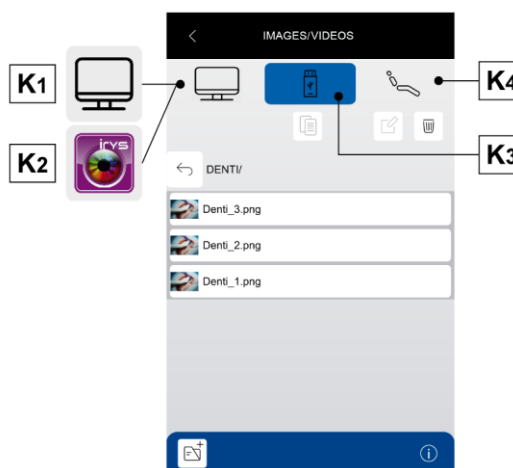 IMAGES/VIDEOS
K1
K4
irys
K2
K3
DENTI/
Denti_3.png
Denti_2.png
Denti_1.png